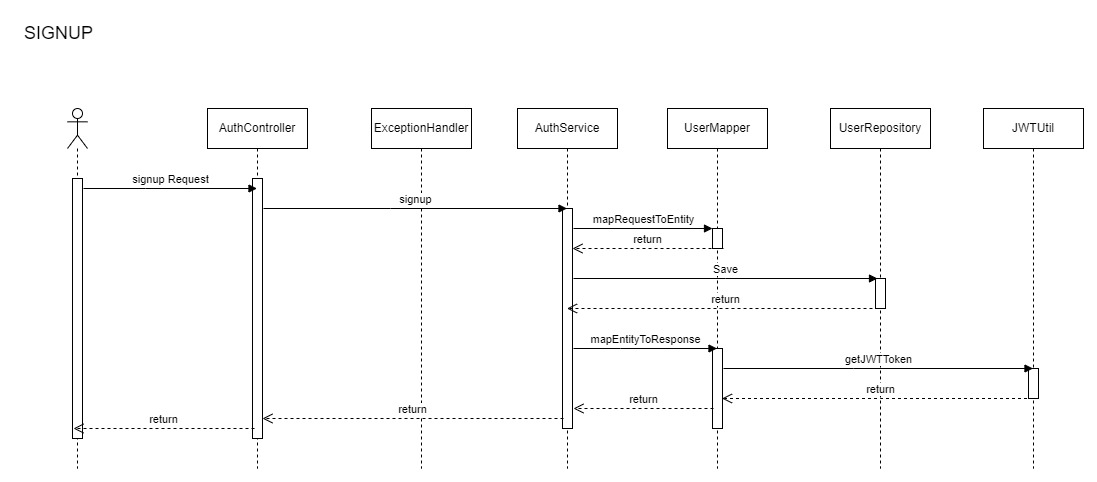 SIGNUP
AuthController
ExceptionHandler
AuthService
UserMapper
UserRepository
JWTUtil
signup Request
signup
mapRequestToEntity
return
Save
return
mapEntityToResponse
getJWTToken
return
return
return
return